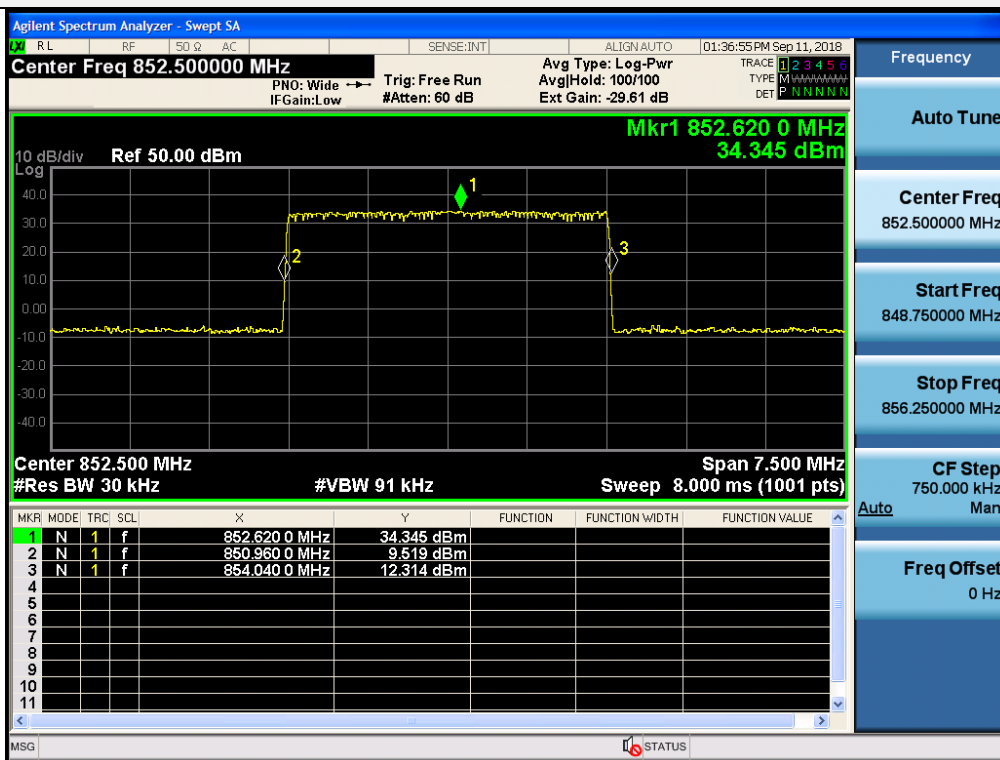 Agilent Spectrum Analyzer - Swept SA
LXI RL RF 50 Ω AC SENSE:INT ALIGN AUTO 01:36:55 PM Sep 11, 2018
Center Freq 852.500000 MHz
PNO: Wide
IFGain:Low
Trig: Free Run
#Atten: 60 dB
Avg Type: Log-Pwr
Avg|Hold: 100/100
Ext Gain: -29.61 dB
TRACE 1 2 3 4 5 6
TYPE M WWWWW
DET P N N N N N
Mkr1 852.620 0 MHz
34.345 dBm
10 dB/div Ref 50.00 dBm
Log
40.0
30.0
20.0
10.0
0.00
-10.0
-20.0
-30.0
-40.0
1
2
3
Center 852.500 MHz Span 7.500 MHz
#Res BW 30 kHz #VBW 91 kHz Sweep 8.000 ms (1001 pts)
MKR MODE TRC SCL X Y FUNCTION FUNCTION WIDTH FUNCTION VALUE
1 N 1 f 852.620 0 MHz 34.345 dBm
2 N 1 f 850.960 0 MHz 9.519 dBm
3 N 1 f 854.040 0 MHz 12.314 dBm
4
5
6
7
8
9
10
11
MSG STATUS
Frequency
Auto Tune
Center Freq
852.500000 MHz
Start Freq
848.750000 MHz
Stop Freq
856.250000 MHz
CF Step
750.000 kHz
Auto Man
Freq Offset
0 Hz